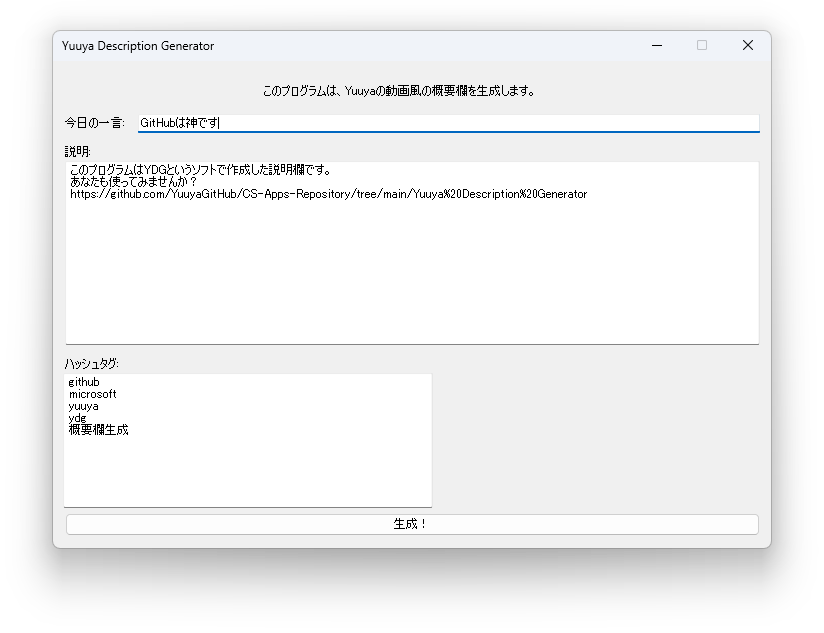 Yuuya Description Generator
このプログラムは、Yuuyaの動画風の概要欄を生成します。
今日の一言: GitHubは神です
説明:
このプログラムはYDGというソフトで作成した説明欄です。
あなたも使ってみませんか？
https://github.com/YuuyaGitHub/CS-Apps-Repository/tree/main/Yuuya%20Description%20Generator
ハッシュタグ:
github
microsoft
yuuya
ydg
概要欄生成
生成！